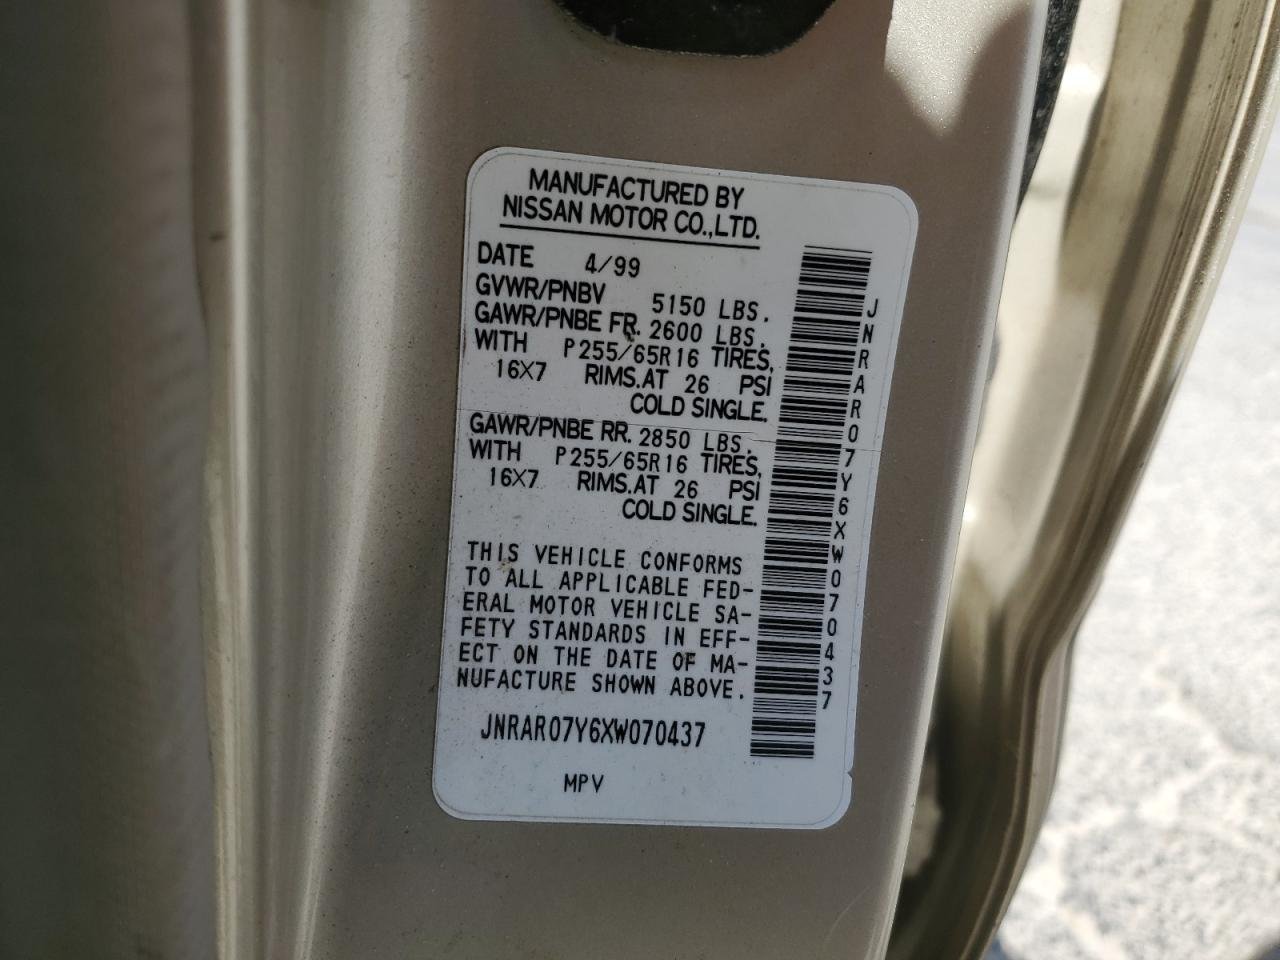 MANUFACTURED BY
NISSAN MOTOR CO.,LTD.
DATE 4/99
GVWR/PNBV 5150 LBS.
GAWR/PNBE FR. 2600 LBS.
WITH P255/65R16 TIRES,
16X7 RIMS.AT 26 PSI
COLD SINGLE.
GAWR/PNBE RR. 2850 LBS.
WITH P255/65R16 TIRES,
16X7 RIMS.AT 26 PSI
COLD SINGLE.
THIS VEHICLE CONFORMS
TO ALL APPLICABLE FED-
ERAL MOTOR VEHICLE SA-
FETY STANDARDS IN EFF-
ECT ON THE DATE OF MA-
NUFACTURE SHOWN ABOVE.
JNRAR07Y6XW070437
MPV
JNRAR07Y6XW070437